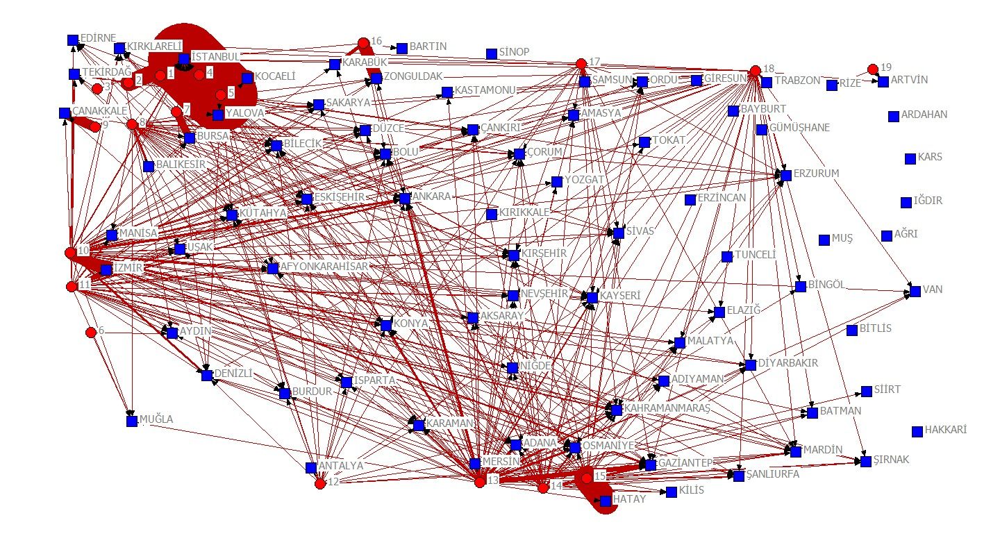 EDİRNE
KIRKLARELİ
İSTANBUL
16
BARTIN
SİNOP
KARABÜK
17
18
19
TEKİRDAĞ
2
1
4
KOCAELİ
ZONGULDAK
SAMSUN
ORDU
GİRESUN
TRABZON
RİZE
ARTVİN
3
5
KASTAMONU
SAKARYA
ÇANAKKALE
7
YALOVA
AMASYA
BAYBURT
ARDAHAN
9
8
BURSA
BİLECİK
DÜZCE
ÇANKIRI
GÜMÜŞHANE
BOLU
ÇORUM
TOKAT
KARS
BALIKESİR
ERZURUM
YOZGAT
ESKİŞEHİR
ANKARA
ERZİNCAN
IĞDIR
KÜTAHYA
KIRIKKALE
MANİSA
SİVAS
MUŞ
AĞRI
UŞAK
10
KIRŞEHİR
TUNCELİ
İZMİR
AFYONKARAHİSAR
11
NEVŞEHİR
KAYSERİ
BİNGÖL
VAN
AKSARAY
ELAZIĞ
KONYA
6
AYDIN
MALATYA
BİTLİS
NİĞDE
DİYARBAKIR
DENİZLİ
ISPARTA
ADIYAMAN
BURDUR
SİİRT
KAHRAMANMARAŞ
BATMAN
MUĞLA
KARAMAN
HAKKARİ
ADANA
OSMANİYE
MARDİN
ANTALYA
MERSİN
GAZİANTEP
ŞIRNAK
12
13
14
15
ŞANLIURFA
KİLİS
HATAY